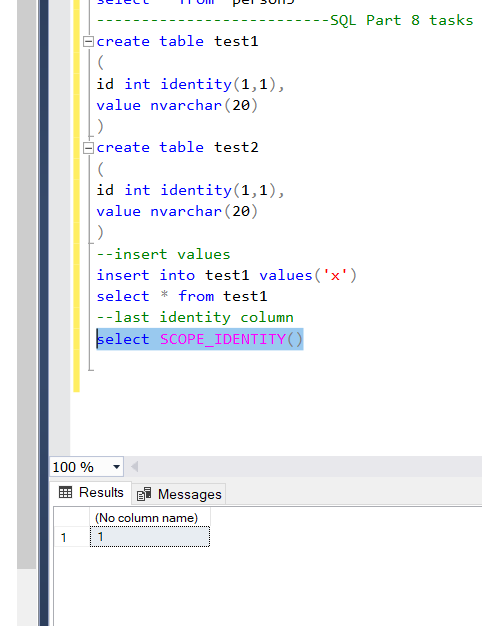 select * from person3
--------------------------SQL Part 8 tasks
create table test1
(
id int identity(1,1),
value nvarchar(20)
)
create table test2
(
id int identity(1,1),
value nvarchar(20)
)
--insert values
insert into test1 values('x')
select * from test1
--last identity column
select SCOPE_IDENTITY()
100 %
Results Messages
(No column name)
1 1